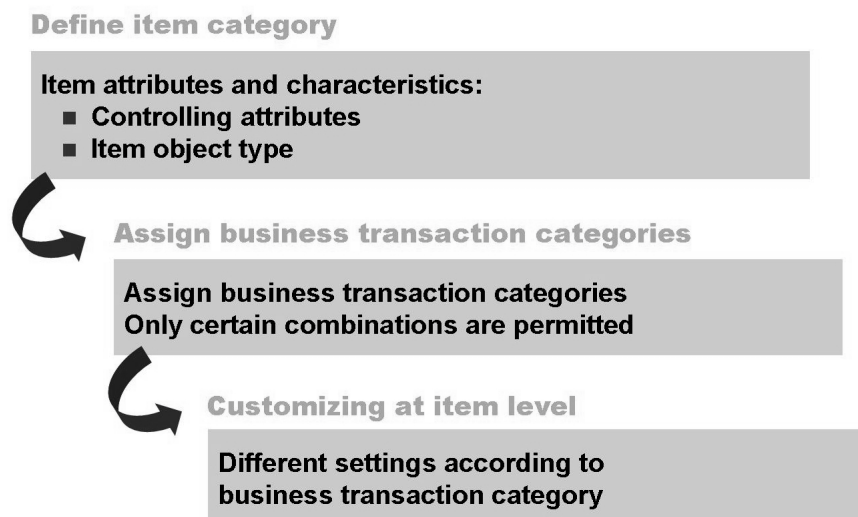 Define item category
Item attributes and characteristics:
Controlling attributes
Item object type
Assign business transaction categories
Assign business transaction categories
Only certain combinations are permitted
Customizing at item level
Different settings according to
business transaction category